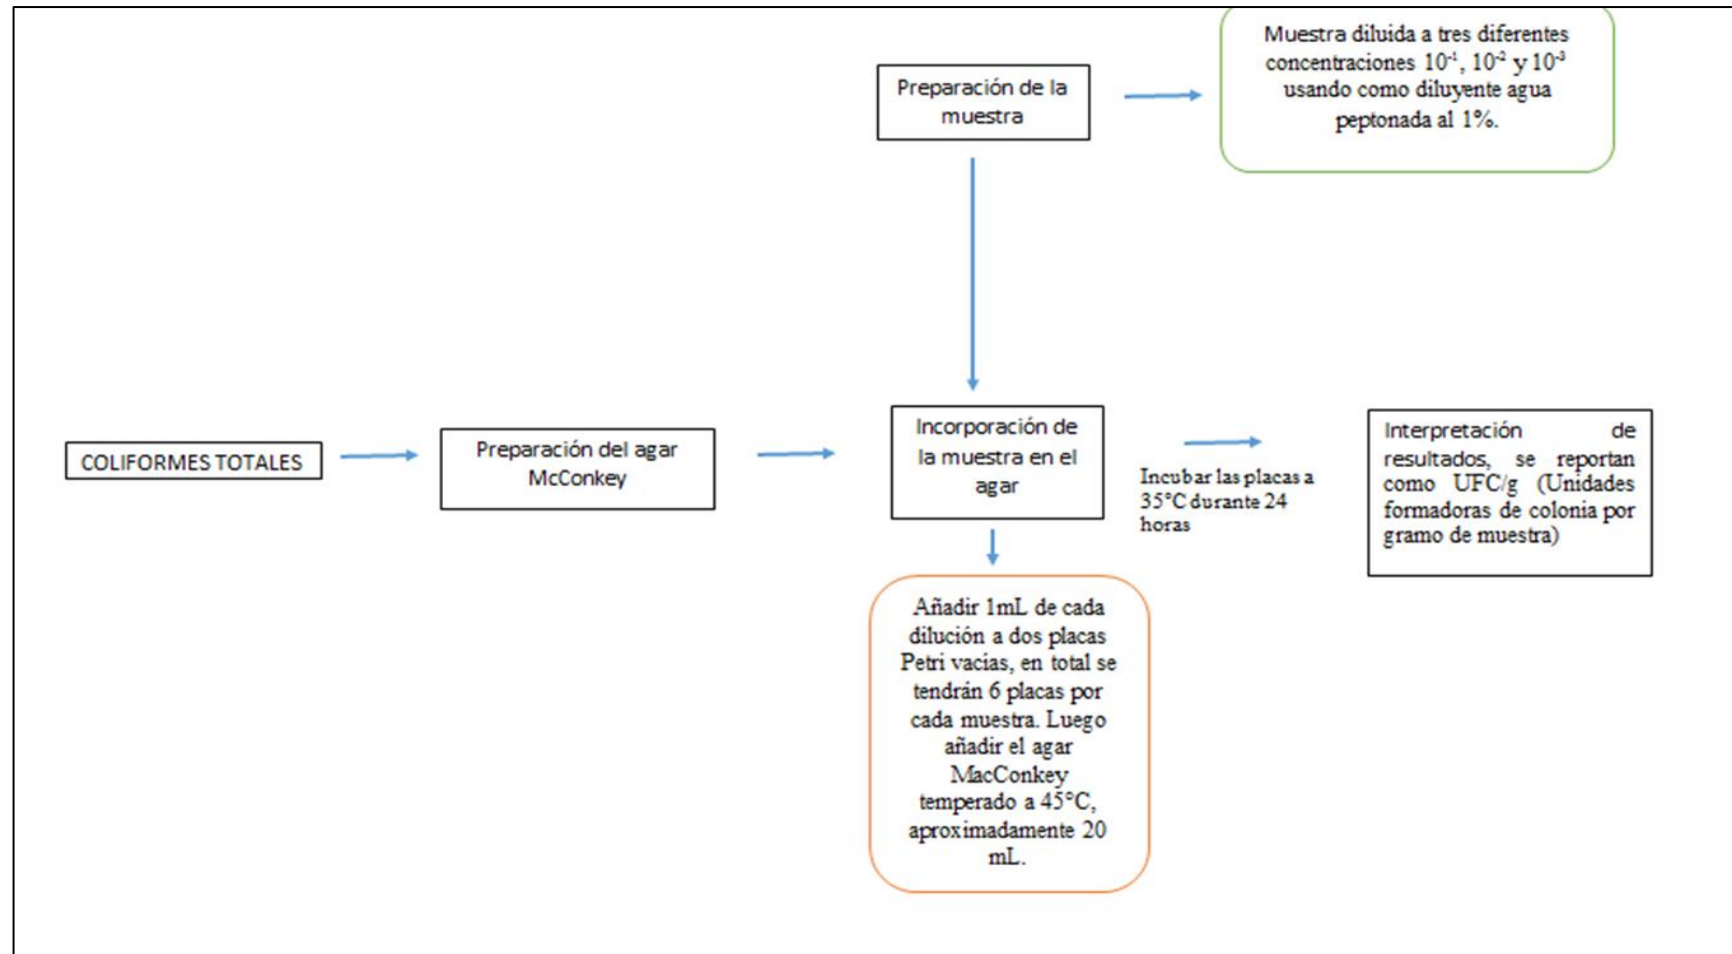 Muestra diluida a tres diferentes
concentraciones 10⁻¹, 10⁻² y 10⁻³
usando como diluyente agua
peptonada al 1%.
Preparación de la
muestra
COLIFORMES TOTALES
Preparación del agar
McConkey
Incorporación de
la muestra en el
agar
Incubar las placas a
35°C durante 24
horas
Interpretación de
resultados, se reportan
como UFC/g (Unidades
formadoras de colonia por
gramo de muestra)
Añadir 1mL de cada
dilución a dos placas
Petri vacías, en total se
tendrán 6 placas por
cada muestra. Luego
añadir el agar
MacConkey
temperado a 45°C,
aproximadamente 20
mL.